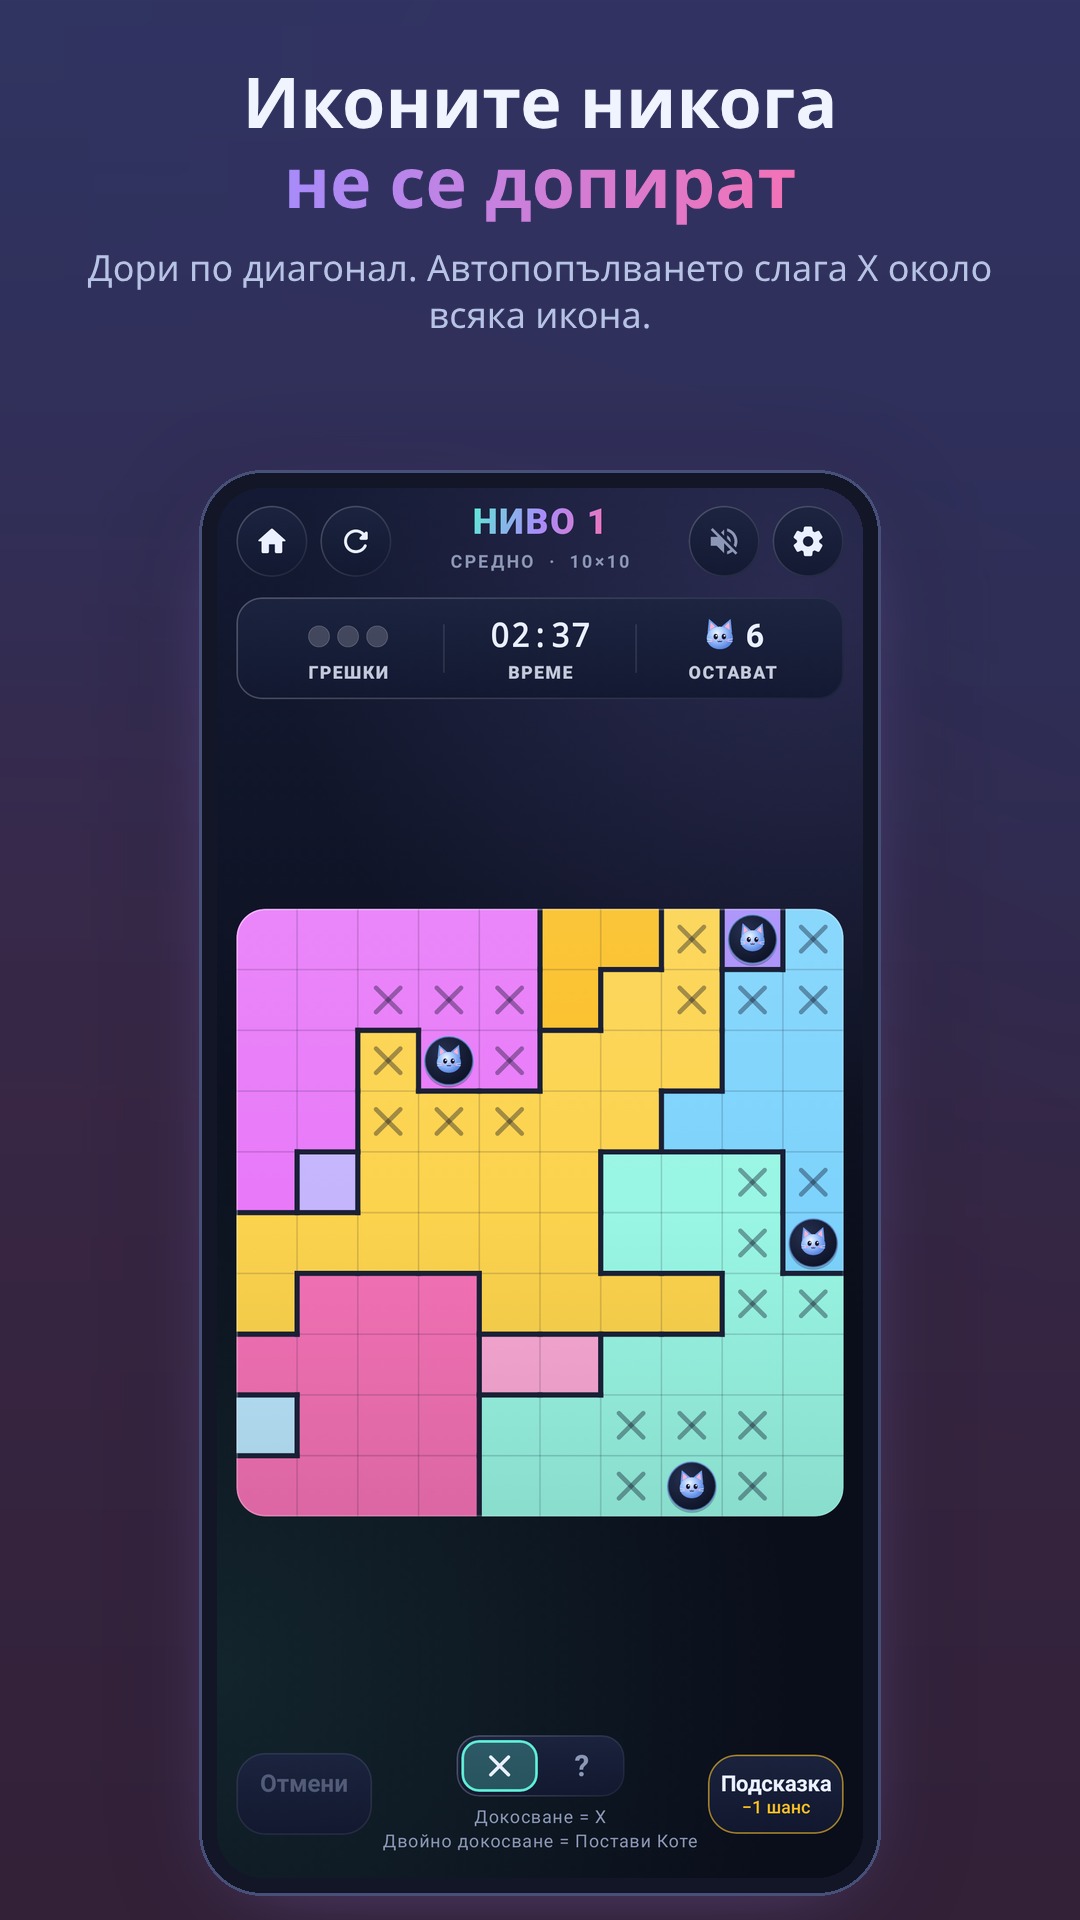 Иконите никога
не се допират
Дори по диагонал. Автопопълването слага X около
всяка икона.
НИВО 1
СРЕДНО · 10×10
02:37
6
ГРЕШКИ
ВРЕМЕ
ОСТАВАТ
Отмени
?
Подсказка
−1 шанс
Докосване = X
Двойно докосване = Постави Коте